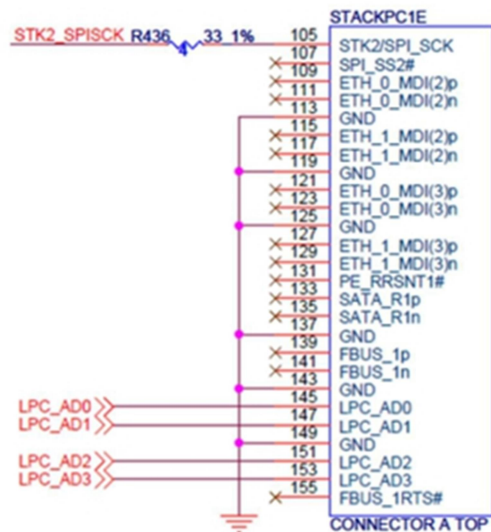 STACKPC1E
STK2_SPISCK R436 33_1% 105 STK2/SPI_SCK
107 SPI_SS2#
109 ETH_0_MDI(2)p
111 ETH_0_MDI(2)n
113 GND
115 ETH_1_MDI(2)p
117 ETH_1_MDI(2)n
119 GND
121 ETH_0_MDI(3)p
123 ETH_0_MDI(3)n
125 GND
127 ETH_1_MDI(3)p
129 ETH_1_MDI(3)n
131 PE_RRSNT1#
133 SATA_R1p
135 SATA_R1n
137 GND
139 FBUS_1p
141 FBUS_1n
143 GND
LPC_AD0 145 LPC_AD0
LPC_AD1 147 LPC_AD1
149 GND
LPC_AD2 151 LPC_AD2
LPC_AD3 153 LPC_AD3
155 FBUS_1RTS#
CONNECTOR A TOP